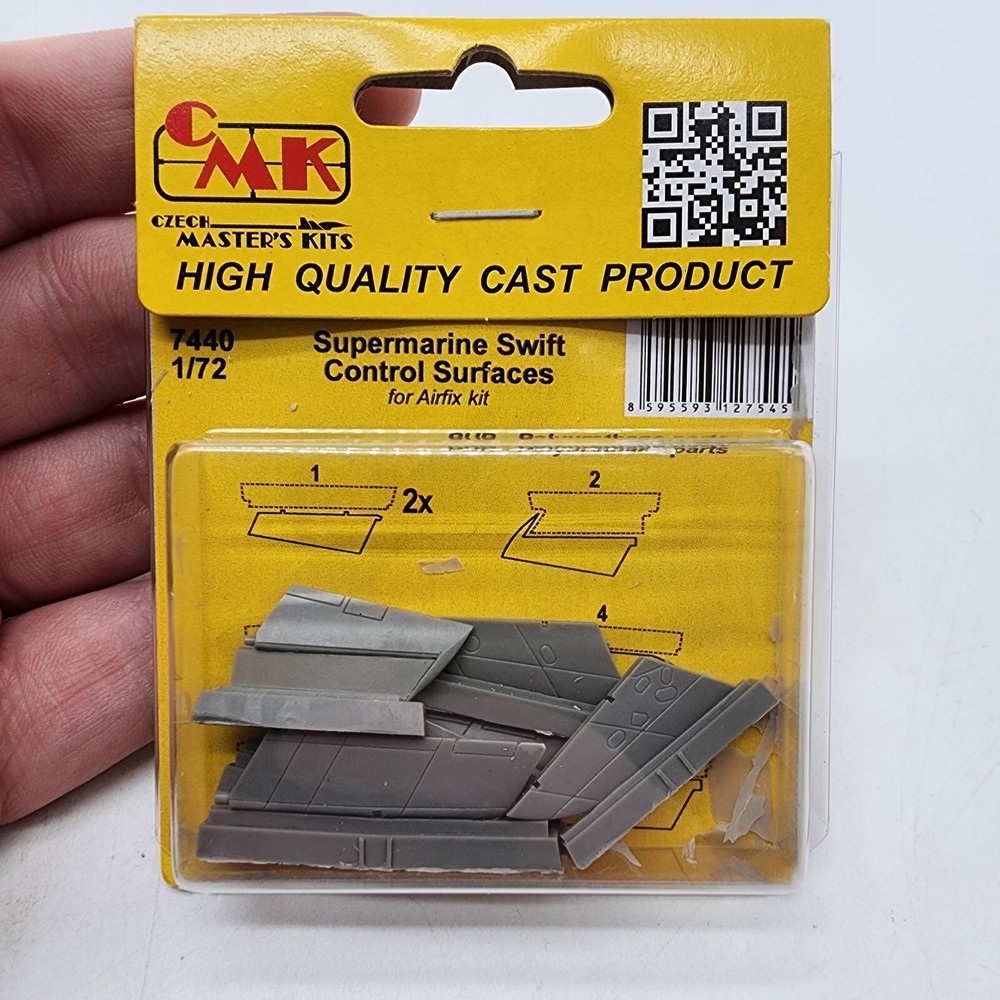 CMK
CZECH
MASTER'S KITS
HIGH QUALITY CAST PRODUCT
7440
1/72
Supermarine Swift
Control Surfaces
for Airfix kit
8 595593 127545
parts
1
2x
2
4